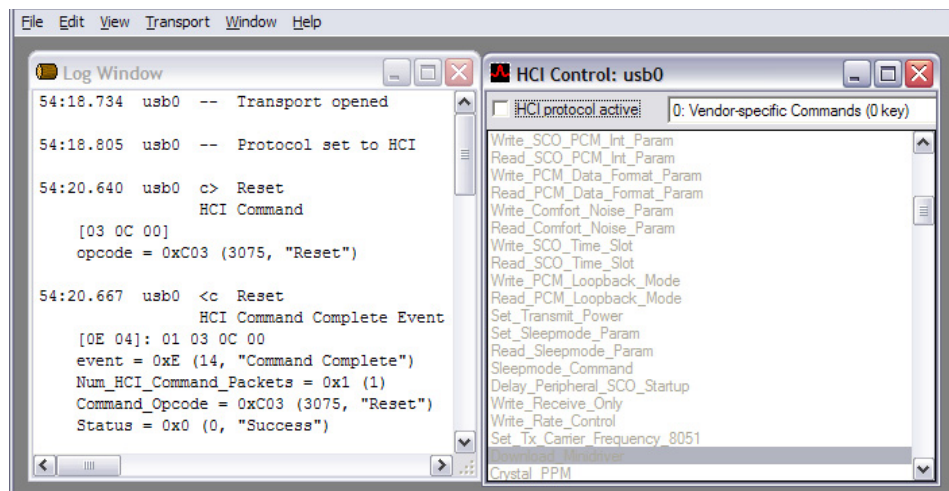 File Edit View Transport Window Help
Log Window
54:18.734 usb0 -- Transport opened
54:18.805 usb0 -- Protocol set to HCI
54:20.640 usb0 c> Reset
HCI Command
[03 0C 00]
opcode = 0xC03 (3075, "Reset")
54:20.667 usb0 <c Reset
HCI Command Complete Event
[0E 04]: 01 03 0C 00
event = 0xE (14, "Command Complete")
Num_HCI_Command_Packets = 0x1 (1)
Command_Opcode = 0xC03 (3075, "Reset")
Status = 0x0 (0, "Success")
HCI Control: usb0
HCI protocol active
0: Vendor-specific Commands (0 key)
Write_SCO_PCM_Int_Param
Read_SCO_PCM_Int_Param
Write_PCM_Data_Format_Param
Read_PCM_Data_Format_Param
Write_Comfort_Noise_Param
Read_Comfort_Noise_Param
Write_SCO_Time_Slot
Read_SCO_Time_Slot
Write_PCM_Loopback_Mode
Read_PCM_Loopback_Mode
Set_Transmit_Power
Set_Sleepmode_Param
Read_Sleepmode_Param
Sleepmode_Command
Delay_Peripheral_SCO_Startup
Write_Receive_Only
Write_Rate_Control
Set_Tx_Carrier_Frequency_8051
Download_Minidriver
Crystal_PPM